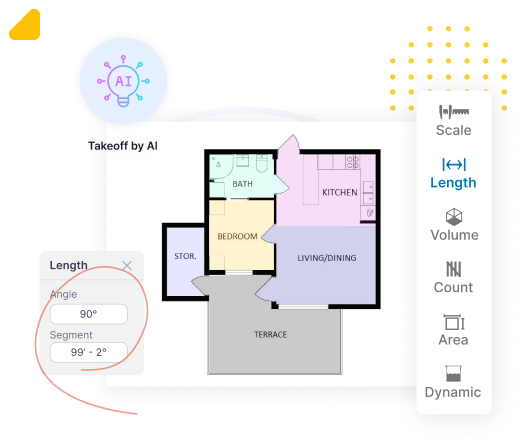 AI
Takeoff by AI
Scale
Length
Volume
Count
Area
Dynamic
BATH
KITCHEN
BEDROOM
STOR.
LIVING/DINING
TERRACE
Length
Angle
90°
Segment
99' - 2°